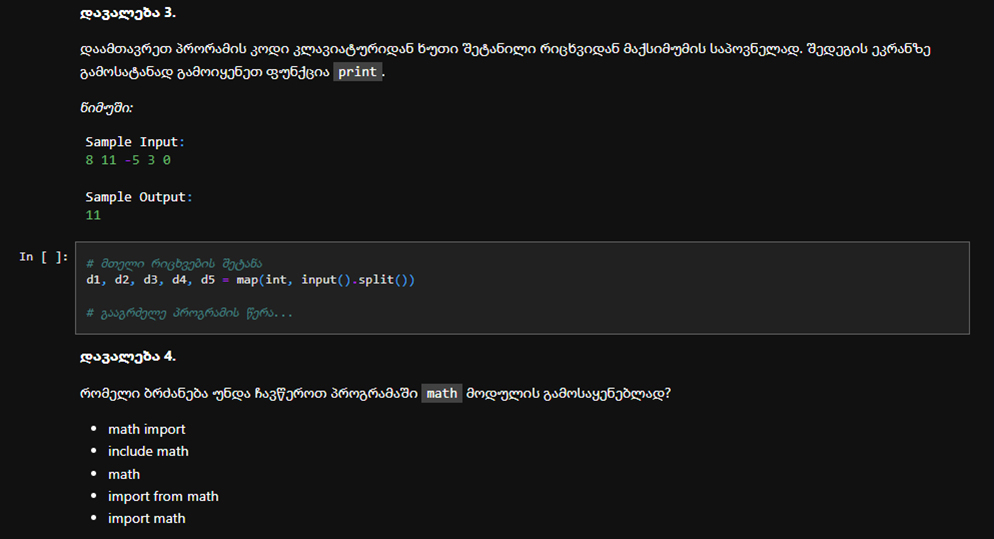 დავალება 3.
დაამთავრეთ პრორამის კოდი კლავიატურიდან ხუთი შეტანილი რიცხვიდან მაქსიმუმის საპოვნელად. შედეგის ეკრანზე
გამოსატანად გამოიყენეთ ფუნქცია print.
ნიმუში:
Sample Input:
8 11 -5 3 0
Sample Output:
11
In [ ]:
# მთელი რიცხვების შეტანა
d1, d2, d3, d4, d5 = map(int, input().split())
# გააგრძელე პროგრამის წერა...
დავალება 4.
რომელი ბრძანება უნდა ჩავწეროთ პროგრამაში math მოდულის გამოსაყენებლად?
• math import
• include math
• math
• import from math
• import math